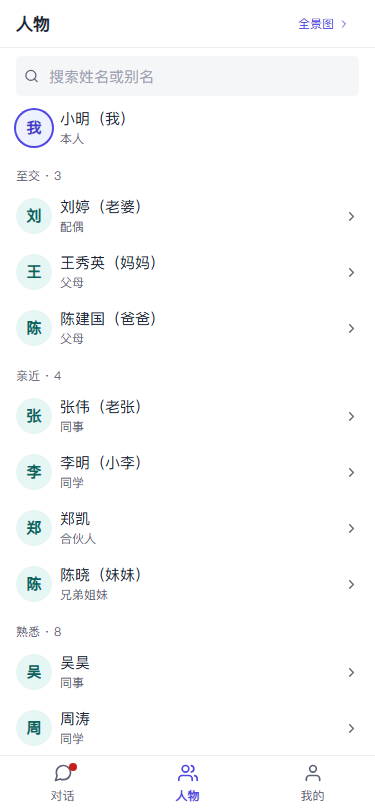 人物
全景图
搜索姓名或别名
我
小明（我）
本人
至交 · 3
刘
刘婷（老婆）
配偶
王
王秀英（妈妈）
父母
陈
陈建国（爸爸）
父母
亲近 · 4
张
张伟（老张）
同事
李
李明（小李）
同学
郑
郑凯
合伙人
陈
陈晓（妹妹）
兄弟姐妹
熟悉 · 8
吴
吴昊
同事
周
周涛
同学
对话
人物
我的